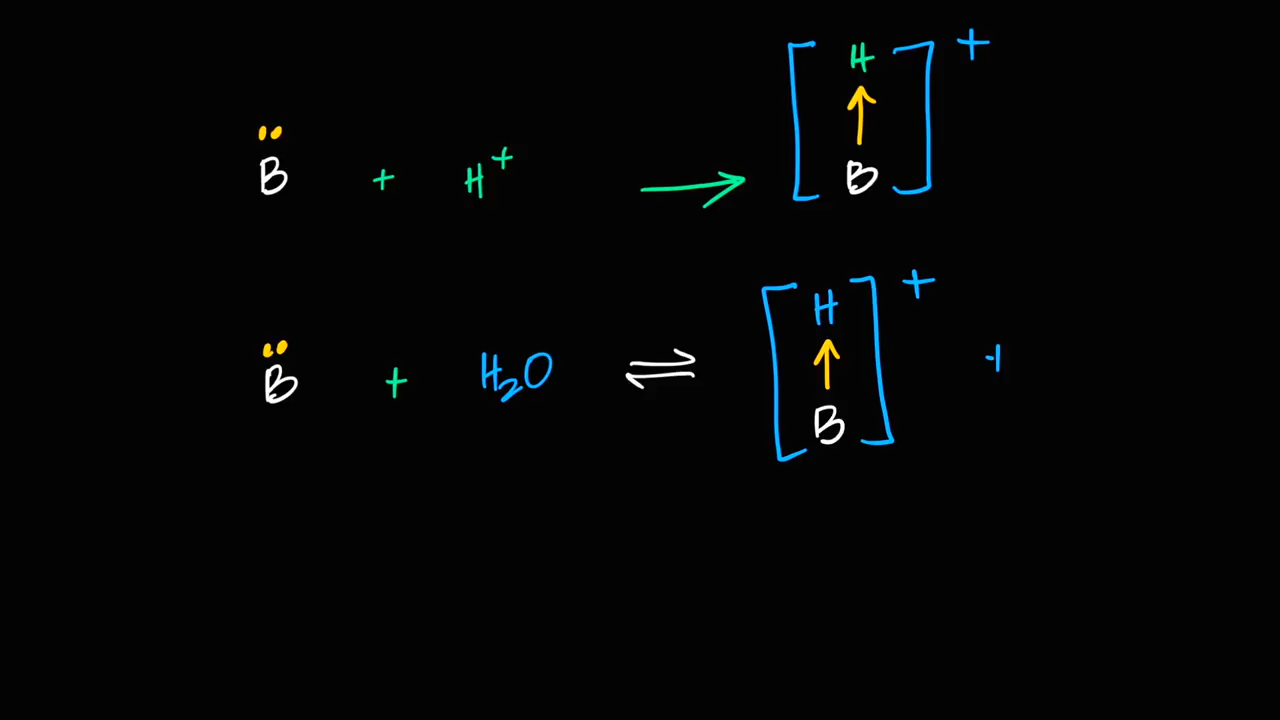 B̈ + H⁺ → [H ↑ B]⁺
B̈ + H₂O ⇌ [H ↑ B]⁺ +